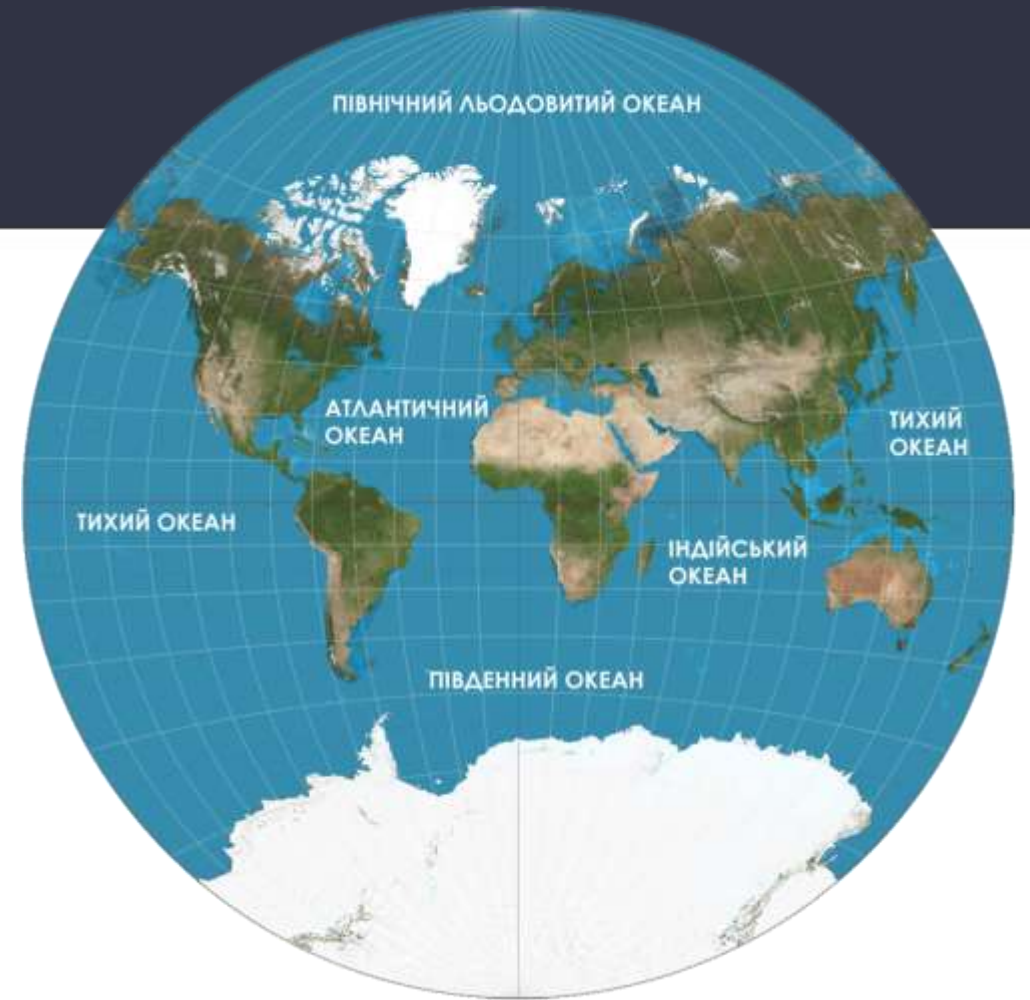 ПІВНІЧНИЙ ЛЬОДОВИТИЙ ОКЕАН
АТЛАНТИЧНИЙ
ОКЕАН
ТИХИЙ
ОКЕАН
ТИХИЙ ОКЕАН
ІНДІЙСЬКИЙ
ОКЕАН
ПІВДЕННИЙ ОКЕАН